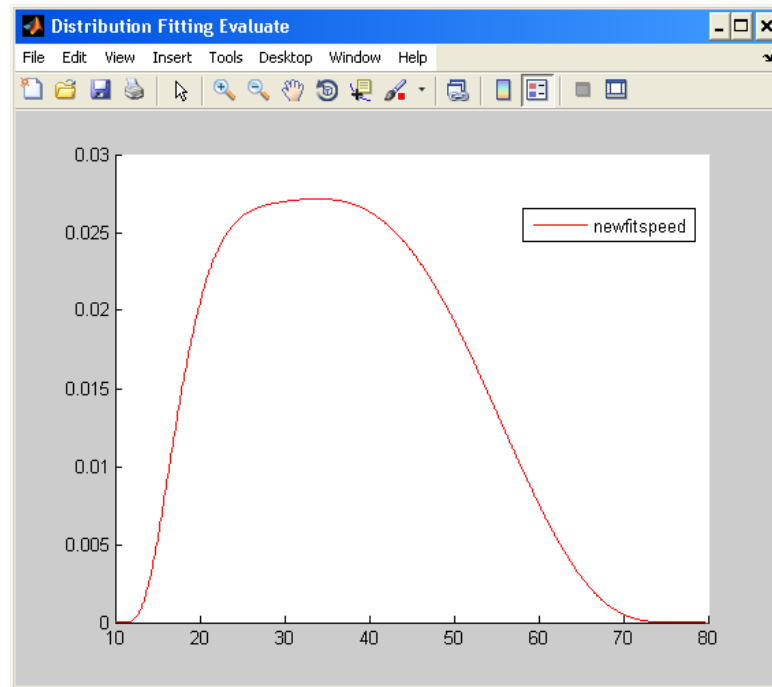 Distribution Fitting Evaluate
File Edit View Insert Tools Desktop Window Help
0.03
newfitspeed
0.025
0.02
0.015
0.01
0.005
0
10 20 30 40 50 60 70 80